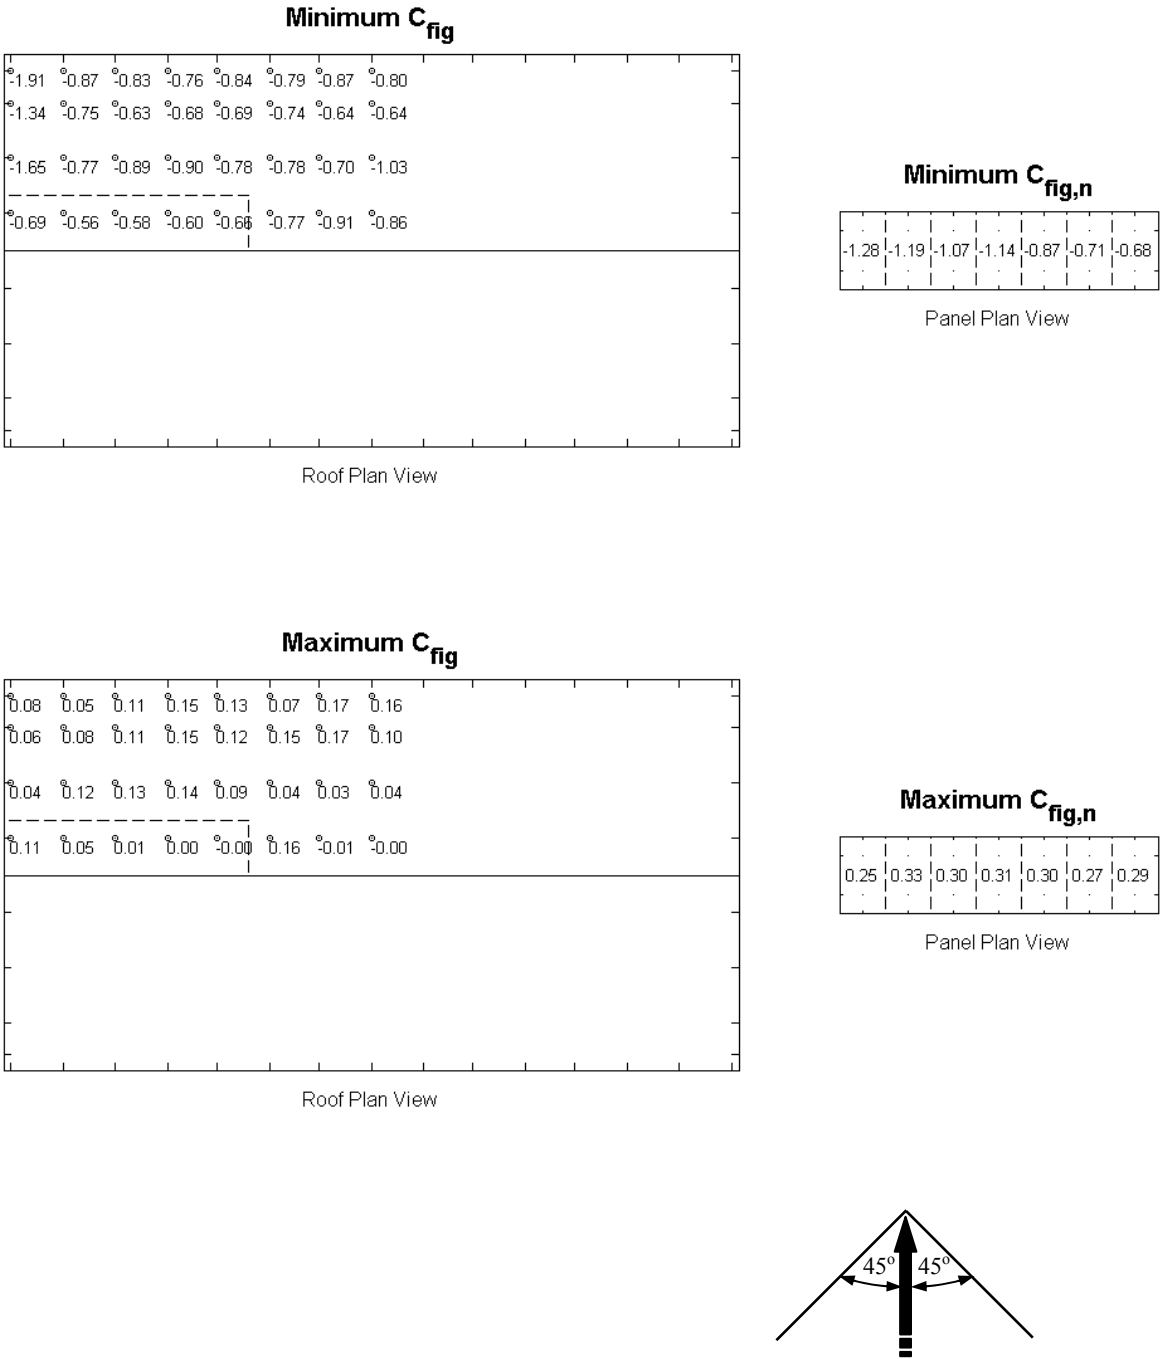 Minimum Cfig
-1.91 -0.87 -0.83 -0.76 -0.84 -0.79 -0.87 -0.80
-1.34 -0.75 -0.63 -0.68 -0.69 -0.74 -0.64 -0.64
-1.65 -0.77 -0.89 -0.90 -0.78 -0.78 -0.70 -1.03
-0.69 -0.56 -0.58 -0.60 -0.66 -0.77 -0.91 -0.86
Roof Plan View
Minimum Cfig,n
-1.28 -1.19 -1.07 -1.14 -0.87 -0.71 -0.68
Panel Plan View
Maximum Cfig
0.08 0.05 0.11 0.15 0.13 0.07 0.17 0.16
0.06 0.08 0.11 0.15 0.12 0.15 0.17 0.10
0.04 0.12 0.13 0.14 0.09 0.04 0.03 0.04
0.11 0.05 0.01 0.00 -0.00 0.16 -0.01 -0.00
Roof Plan View
Maximum Cfig,n
0.25 0.33 0.30 0.31 0.30 0.27 0.29
Panel Plan View
45° 45°